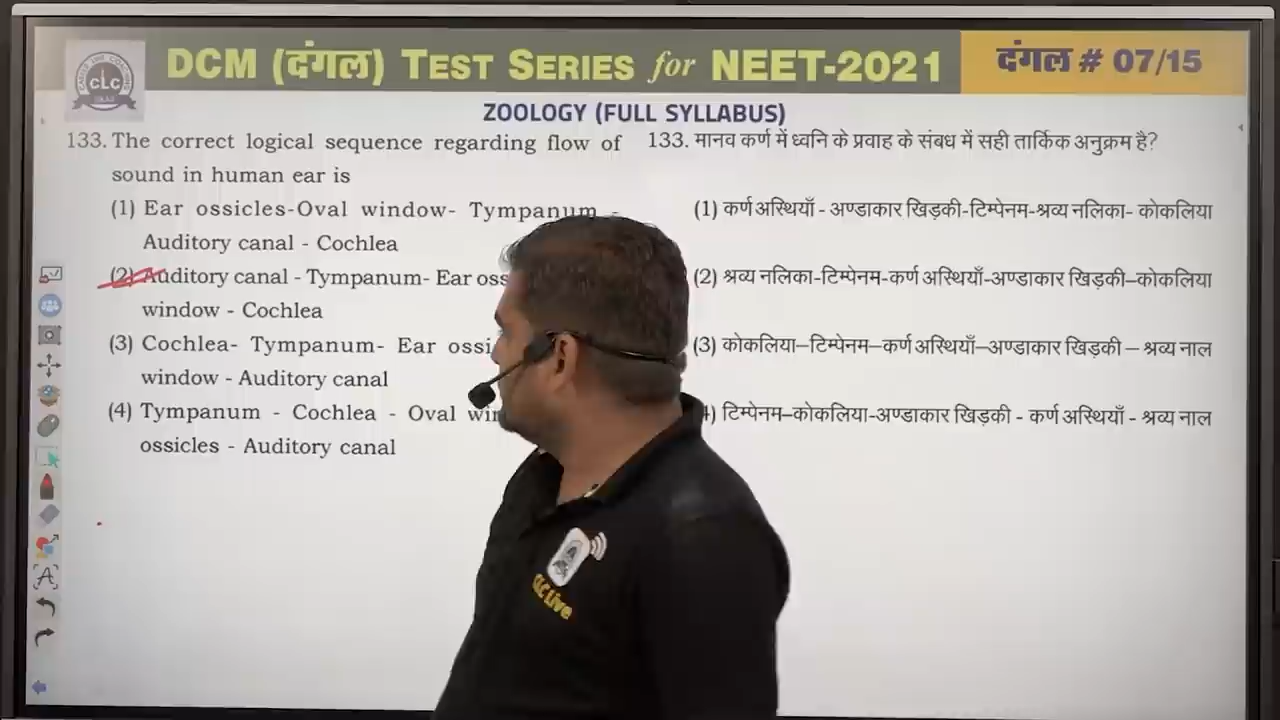 DCM (दंगल) TEST SERIES for NEET-2021
दंगल # 07/15
CLC
ZOOLOGY (FULL SYLLABUS)
133. The correct logical sequence regarding flow of
sound in human ear is
(1) Ear ossicles-Oval window- Tympanum -
Auditory canal - Cochlea
(2) Auditory canal - Tympanum- Ear oss
window - Cochlea
(3) Cochlea- Tympanum- Ear ossi
window - Auditory canal
(4) Tympanum - Cochlea - Oval win
ossicles - Auditory canal
133. मानव कर्ण में ध्वनि के प्रवाह के संबध में सही तार्किक अनुक्रम है?
(1) कर्ण अस्थियाँ - अण्डाकार खिड़की-टिम्पेनम-श्रव्य नलिका- कोकलिया
(2) श्रव्य नलिका-टिम्पेनम-कर्ण अस्थियाँ-अण्डाकार खिड़की–कोकलिया
(3) कोकलिया–टिम्पेनम–कर्ण अस्थियाँ–अण्डाकार खिड़की – श्रव्य नाल
4) टिम्पेनम–कोकलिया-अण्डाकार खिड़की - कर्ण अस्थियाँ - श्रव्य नाल
CLC Live